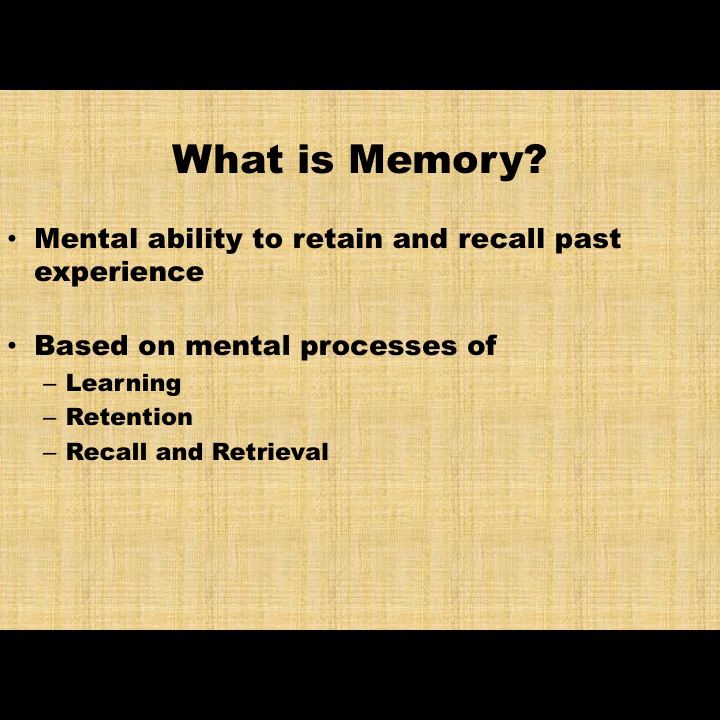 What is Memory?
• Mental ability to retain and recall past
experience
• Based on mental processes of
– Learning
– Retention
– Recall and Retrieval